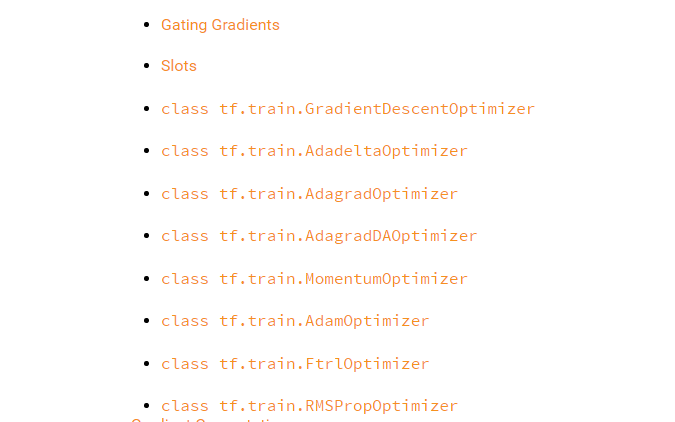 Gating Gradients
Slots
class tf.train.GradientDescentOptimizer
class tf.train.AdadeltaOptimizer
class tf.train.AdagradOptimizer
class tf.train.AdagradDAOptimizer
class tf.train.MomentumOptimizer
class tf.train.AdamOptimizer
class tf.train.FtrlOptimizer
class tf.train.RMSPropOptimizer